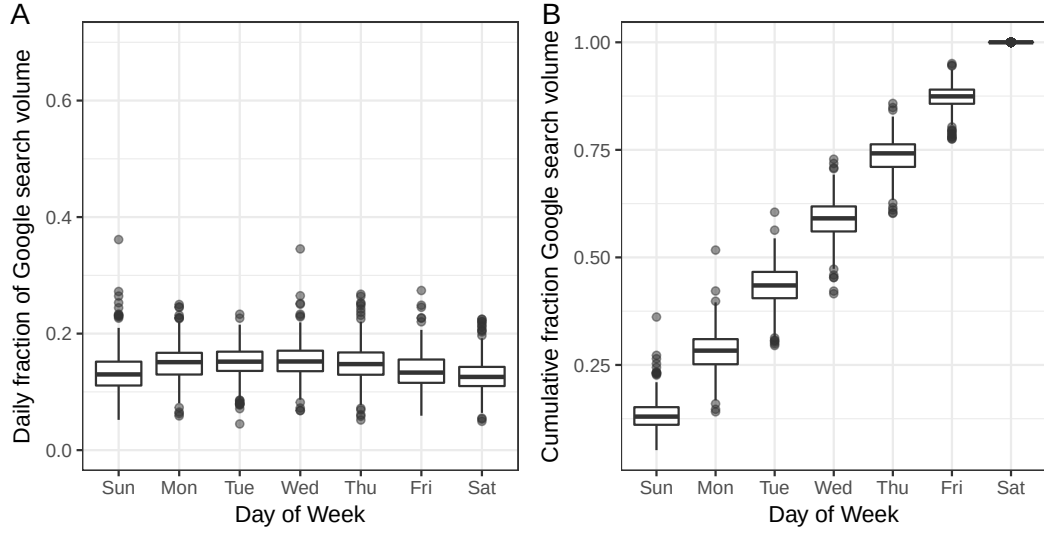 A
Daily fraction of Google search volume
0.6
0.4
0.2
0.0
Sun Mon Tue Wed Thu Fri Sat
Day of Week
B
Cumulative fraction Google search volume
1.00
0.75
0.50
0.25
Sun Mon Tue Wed Thu Fri Sat
Day of Week